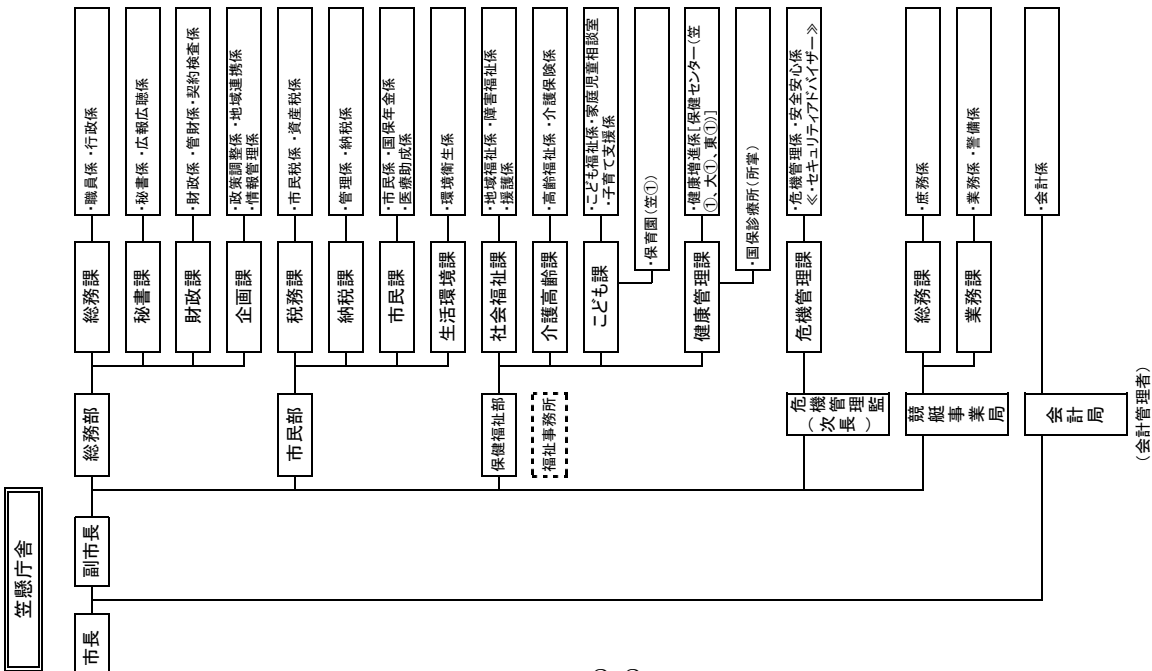 笠懸庁舎
市長
副市長
総務部
総務課
・職員係・行政係
秘書課
・秘書係・広報広聴係
財政課
・財政係・管財係・契約検査係
企画課
・政策調整係・地域連携係
・情報管理係
市民部
税務課
・市民税係・資産税係
納税課
・管理係・納税係
市民課
・市民係・国保年金係
・医療助成係
生活環境課
・環境衛生係
保健福祉部
福祉事務所
社会福祉課
・地域福祉係・障害福祉係
・援護係
介護高齢課
・高齢福祉係・介護保険係
こども課
・こども福祉係・家庭児童相談室
・子育て支援係
・保育園(笠①)
健康管理課
・健康増進係[保健センター(笠
①、大①、東①)]
・国保診療所(所掌)
危機管理監
(次長)
危機管理課
・危機管理係・安全安心係
≪・セキュリティアドバイザー≫
競艇事業局
総務課
・庶務係
業務課
・業務係・警備係
会計局
(会計管理者)
・会計係